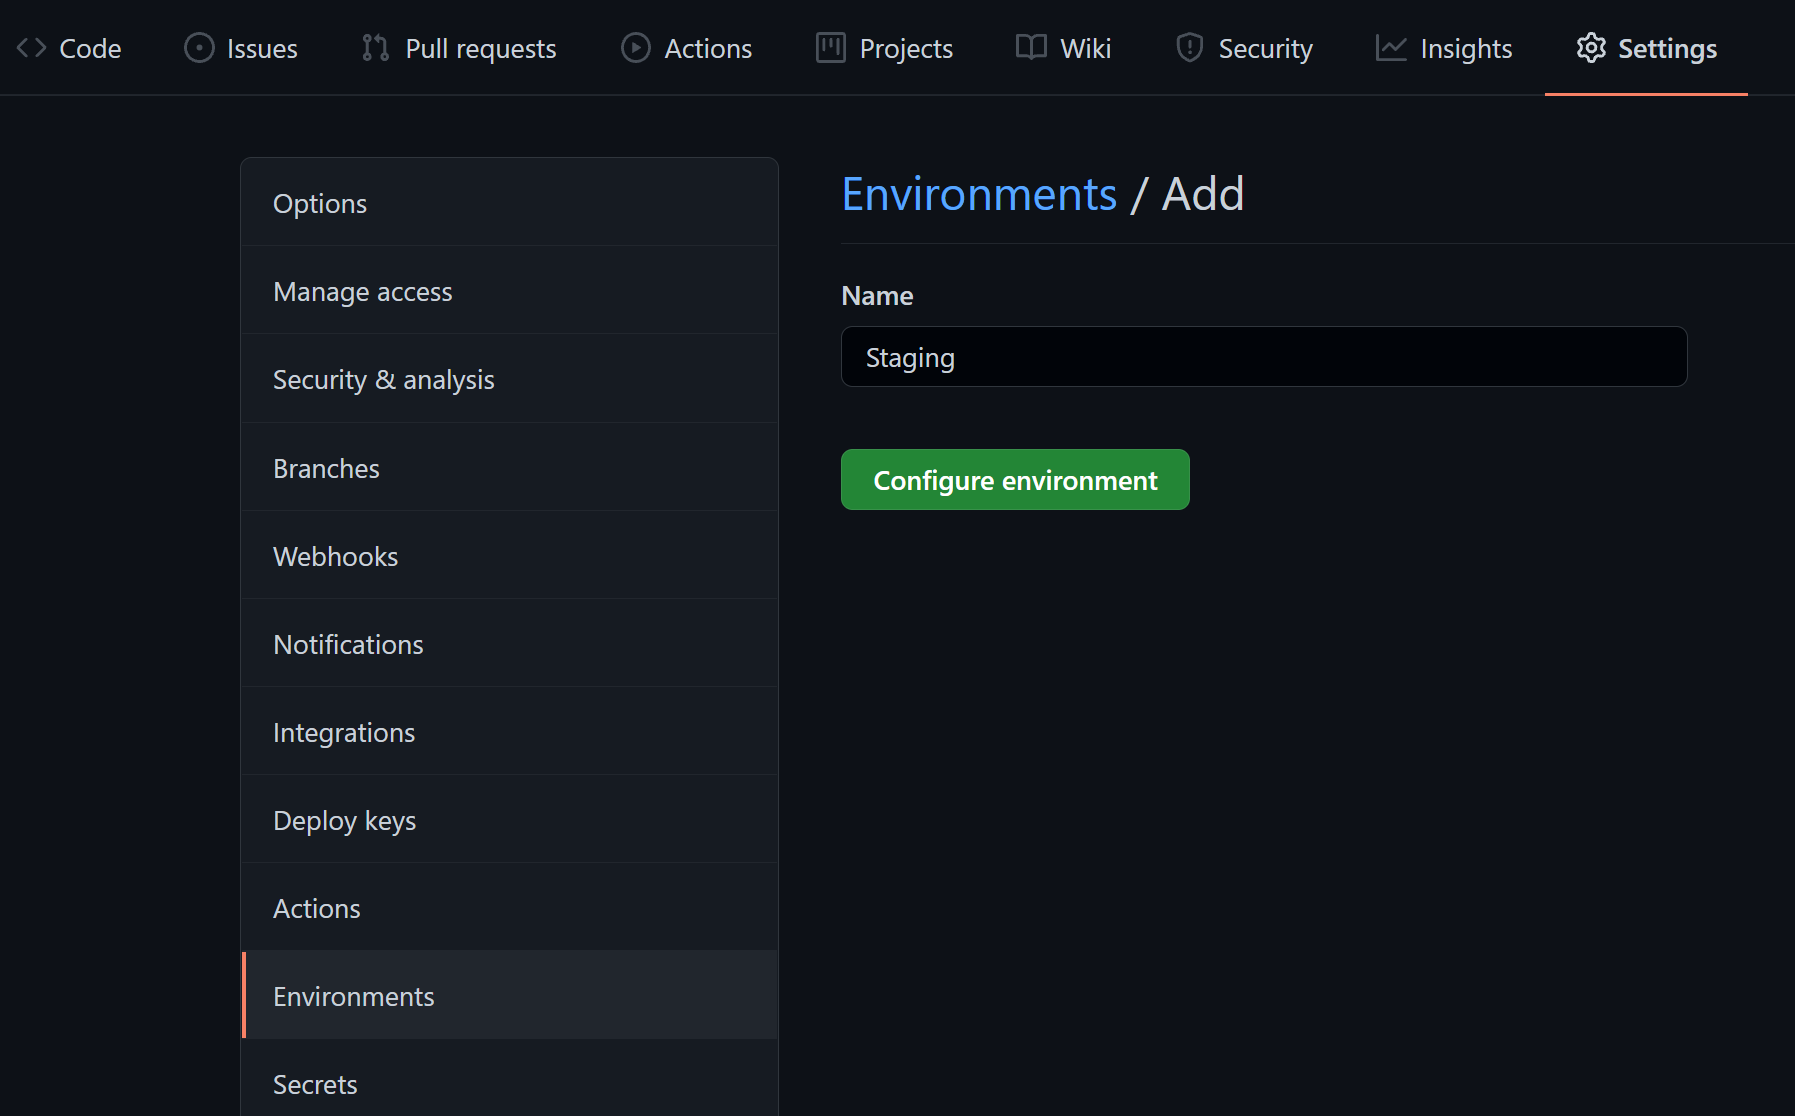 Code Issues Pull requests Actions Projects Wiki Security Insights Settings
Options
Manage access
Security & analysis
Branches
Webhooks
Notifications
Integrations
Deploy keys
Actions
Environments
Secrets
Environments / Add
Name
Staging
Configure environment